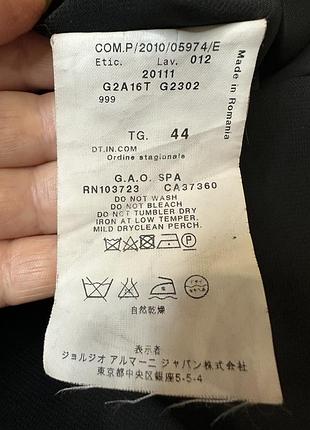 COM.P/2010/05974/E
Etic. Lav. 012
20111
G2A16T G2302
999
Made in Romania
TG. 44
DT.IN.COM
Ordine stagionale
G.A.O. SPA
RN103723 CA37360
DO NOT WASH
DO NOT BLEACH
DO NOT TUMBLER DRY
IRON AT LOW TEMPER.
MILD DRYCLEAN PERCH.
自然乾燥
表示者
ジョルジオ アルマーニ ジャパン株式会社
東京都中央区銀座5-5-4